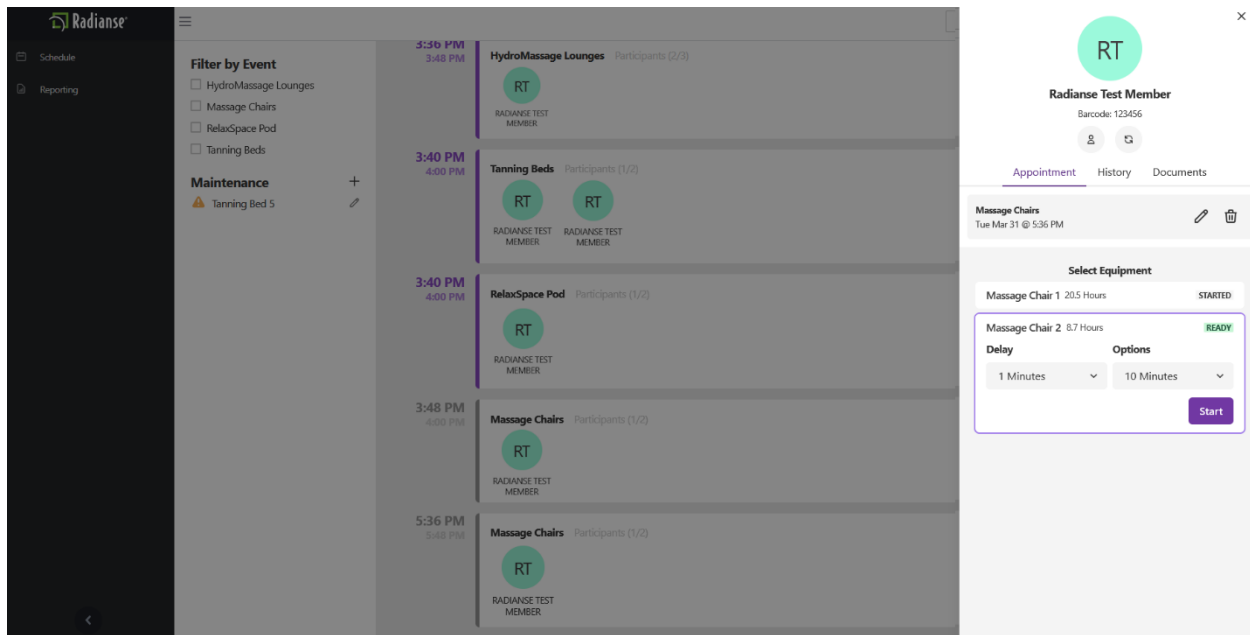 Radianse
Schedule
Reporting
Filter by Event
HydroMassage Lounges
Massage Chairs
RelaxSpace Pod
Tanning Beds
Maintenance
Tanning Bed 5
3:36 PM
3:48 PM
HydroMassage Lounges Participants (2/3)
RT
RADIANSE TEST
MEMBER
3:40 PM
4:00 PM
Tanning Beds Participants (1/2)
RT RT
RADIANSE TEST RADIANSE TEST
MEMBER MEMBER
3:40 PM
4:00 PM
RelaxSpace Pod Participants (1/2)
RT
RADIANSE TEST
MEMBER
3:48 PM
4:00 PM
Massage Chairs Participants (1/2)
RT
RADIANSE TEST
MEMBER
5:36 PM
5:48 PM
Massage Chairs Participants (1/2)
RT
RADIANSE TEST
MEMBER
RT
Radianse Test Member
Barcode: 123456
Appointment History Documents
Massage Chairs
Tue Mar 31 @ 5:36 PM
Select Equipment
Massage Chair 1 20.5 Hours STARTED
Massage Chair 2 8.7 Hours READY
Delay Options
1 Minutes 10 Minutes
Start